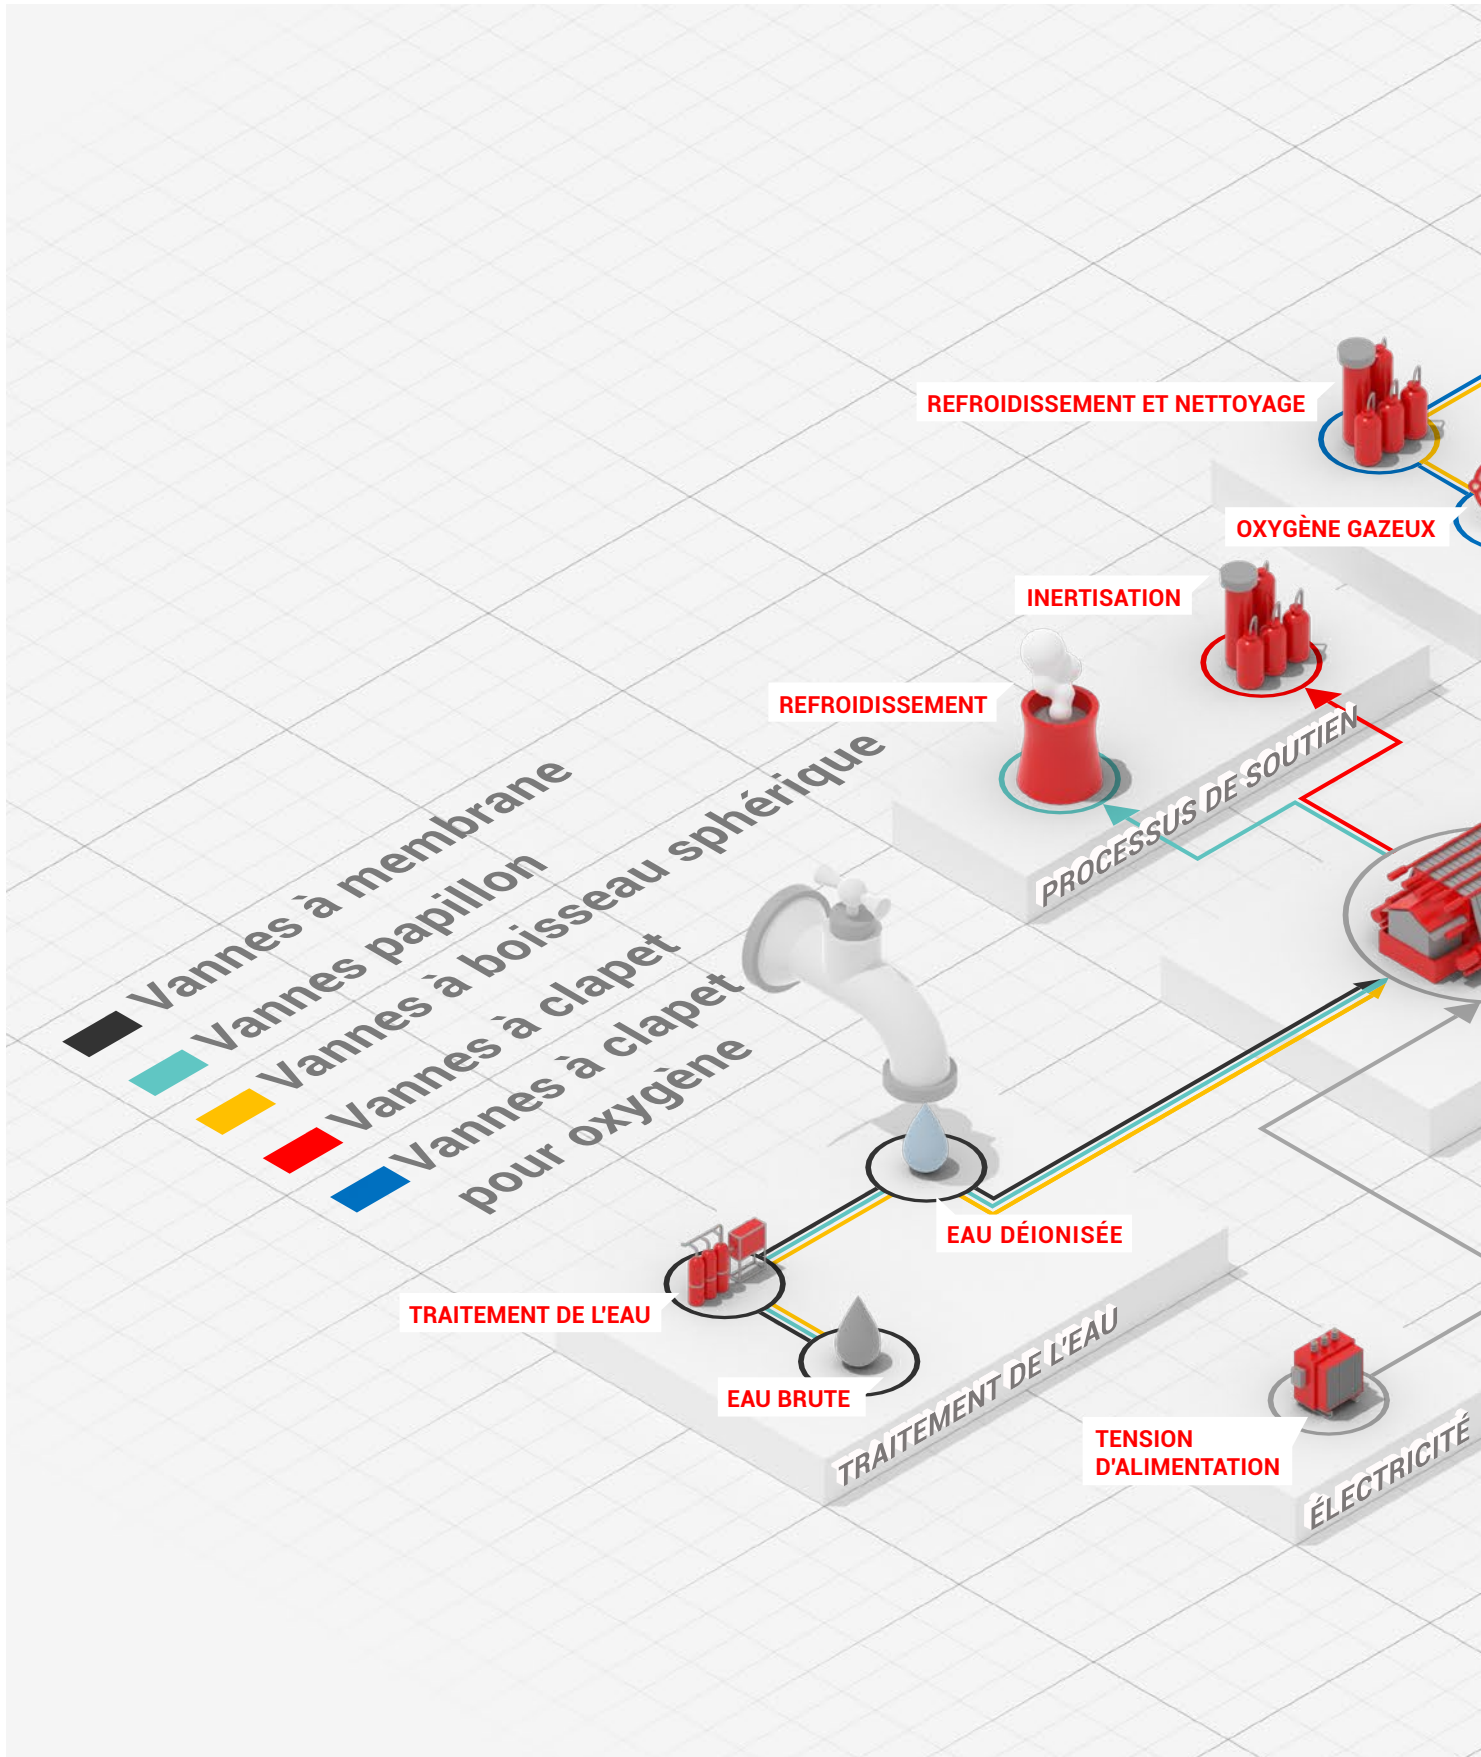 REFROIDISSEMENT ET NETTOYAGE
OXYGÈNE GAZEUX
INERTISATION
REFROIDISSEMENT
PROCESSUS DE SOUTIEN
Vannes à membrane
Vannes papillon
Vannes à boisseau sphérique
Vannes à clapet
Vannes à clapet
pour oxygène
EAU DÉIONISÉE
TRAITEMENT DE L'EAU
EAU BRUTE
TRAITEMENT DE L'EAU
TENSION
D'ALIMENTATION
ÉLECTRICITÉ